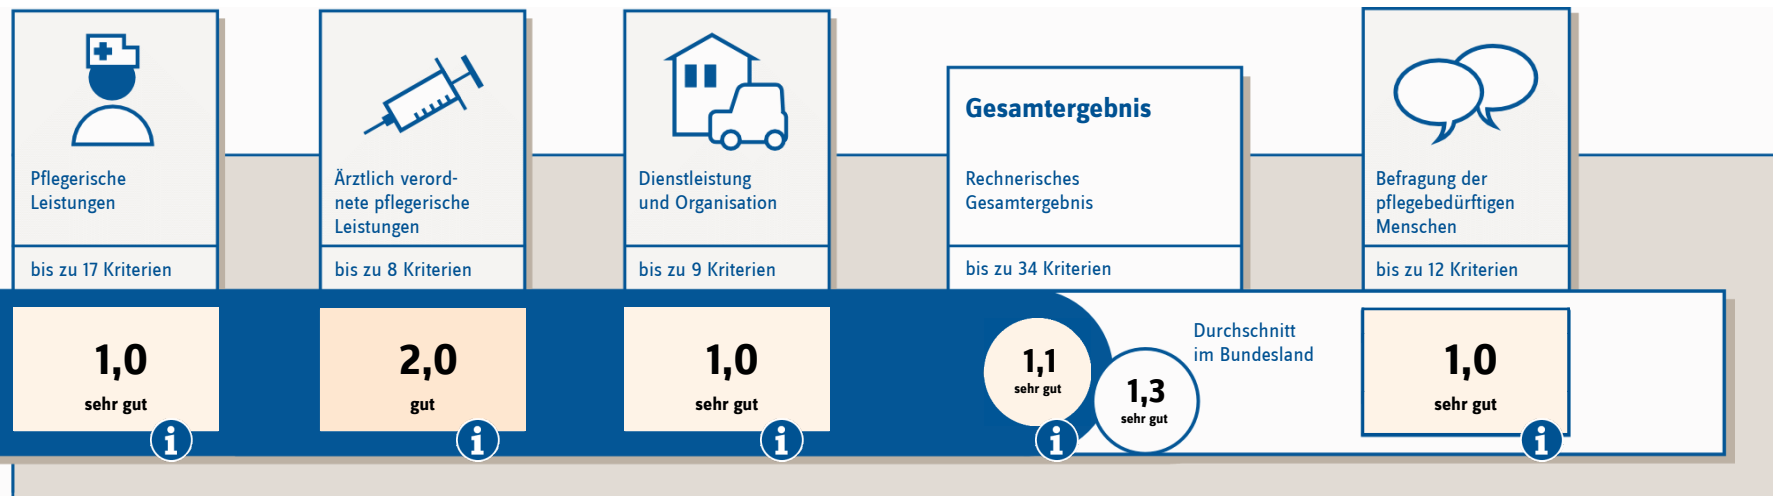 Pflegerische
Leistungen
bis zu 17 Kriterien
1,0
sehr gut
i
Ärztlich verord-
nete pflegerische
Leistungen
bis zu 8 Kriterien
2,0
gut
i
Dienstleistung
und Organisation
bis zu 9 Kriterien
1,0
sehr gut
i
Gesamtergebnis
Rechnerisches
Gesamtergebnis
bis zu 34 Kriterien
1,1
sehr gut
i
1,3
sehr gut
Durchschnitt
im Bundesland
Befragung der
pflegebedürftigen
Menschen
bis zu 12 Kriterien
1,0
sehr gut
i